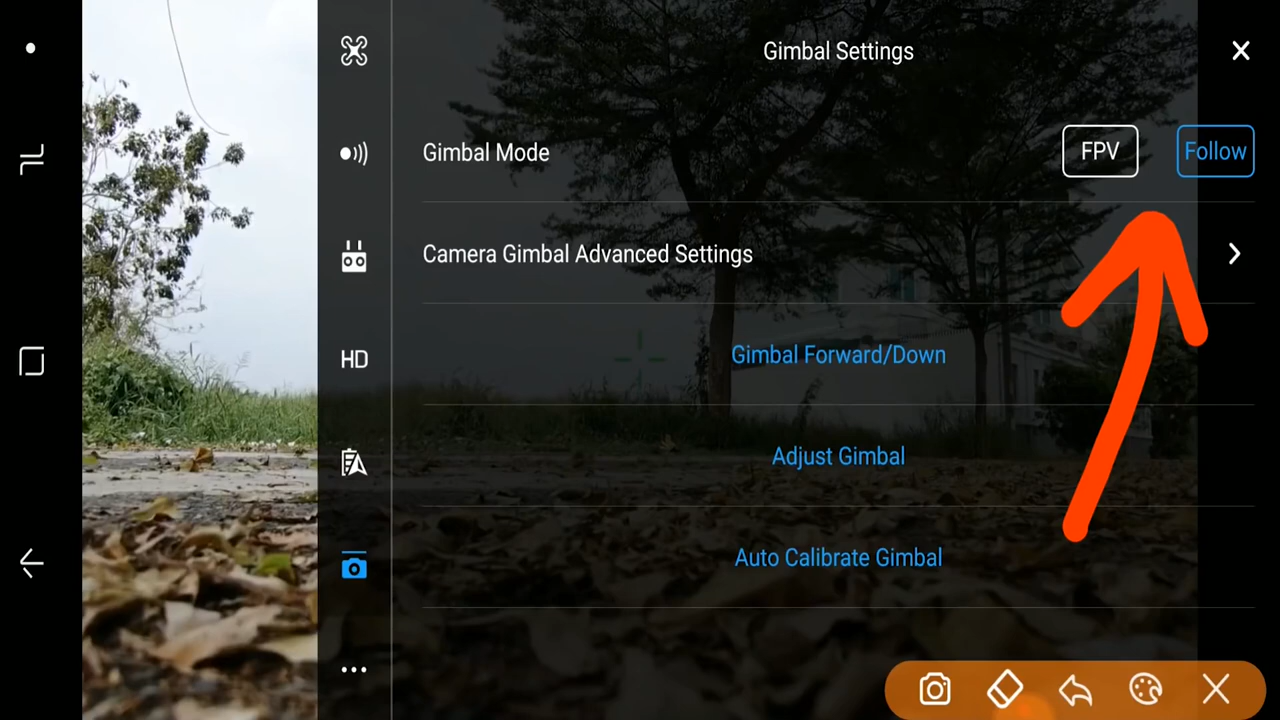 Gimbal Settings
Gimbal Mode
FPV
Follow
Camera Gimbal Advanced Settings
HD
Gimbal Forward/Down
Adjust Gimbal
Auto Calibrate Gimbal